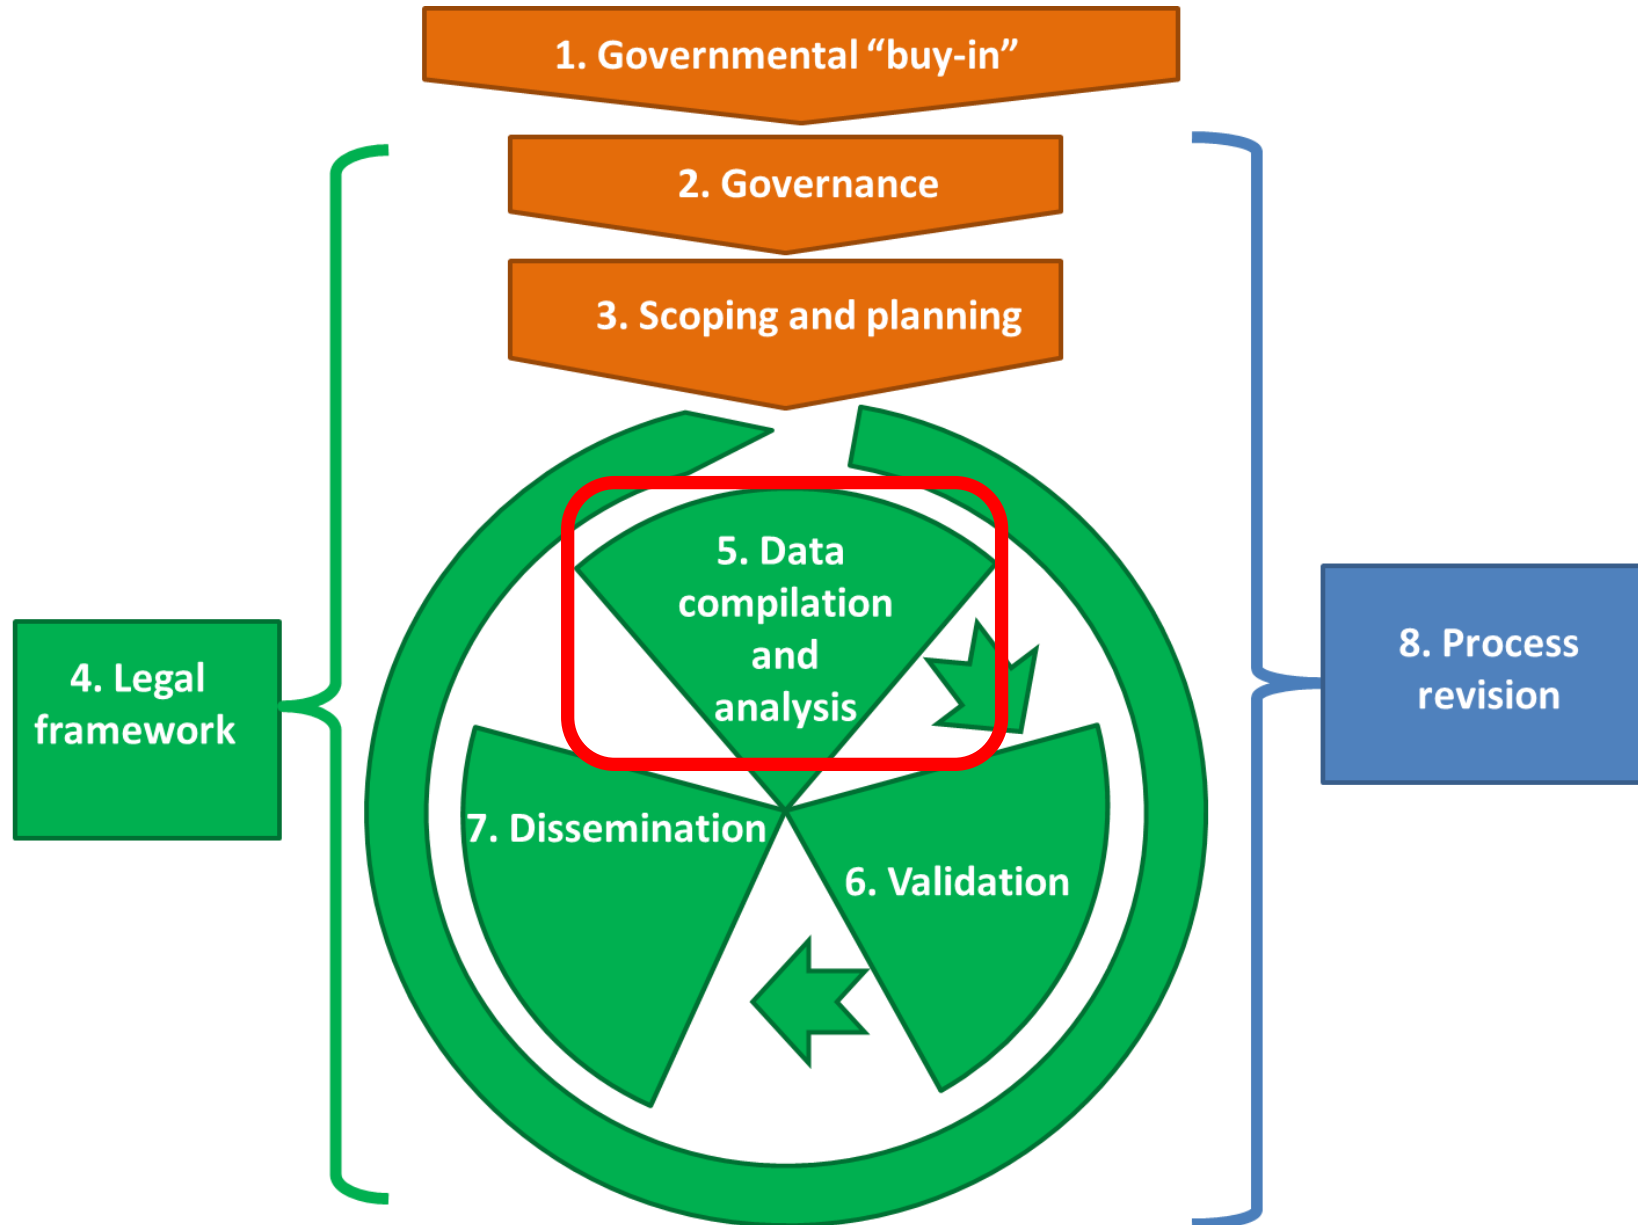 1. Governmental “buy-in”
2. Governance
3. Scoping and planning
4. Legal
framework
5. Data
compilation
and
analysis
6. Validation
7. Dissemination
8. Process
revision